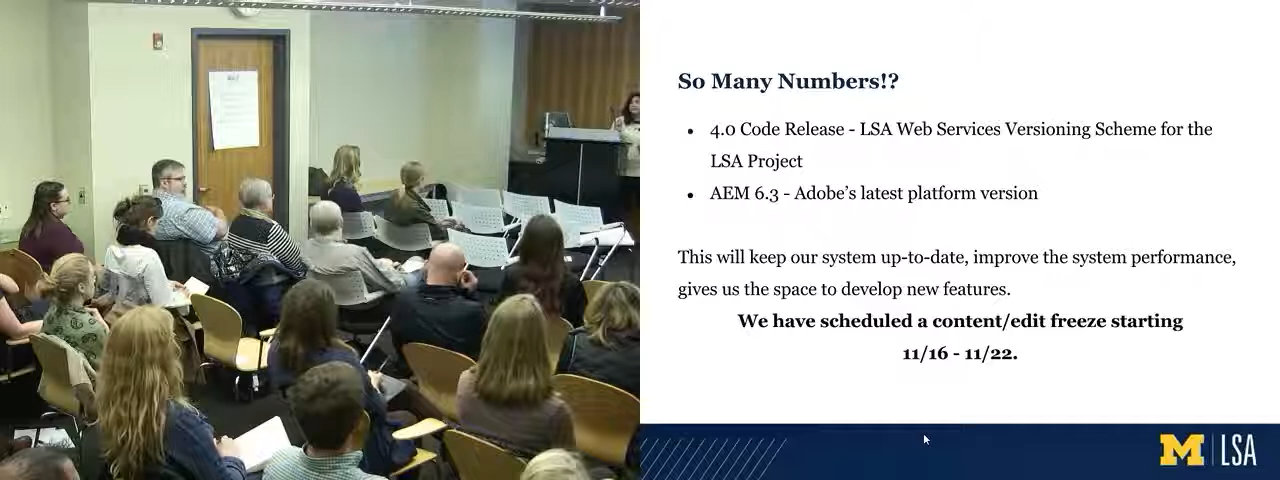 So Many Numbers!?
• 4.0 Code Release - LSA Web Services Versioning Scheme for the
LSA Project
• AEM 6.3 - Adobe’s latest platform version
This will keep our system up-to-date, improve the system performance,
gives us the space to develop new features.
We have scheduled a content/edit freeze starting
11/16 - 11/22.
M | LSA